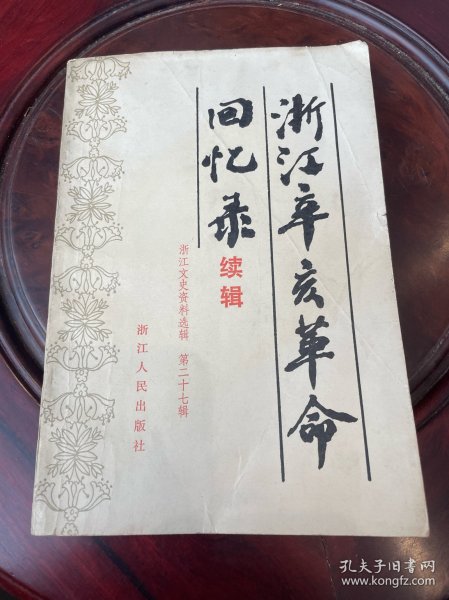 浙江辛亥革命
回忆录
续辑
浙江文史资料选辑 第二十七辑
浙江人民出版社
孔夫子旧书网
www.kongfz.com